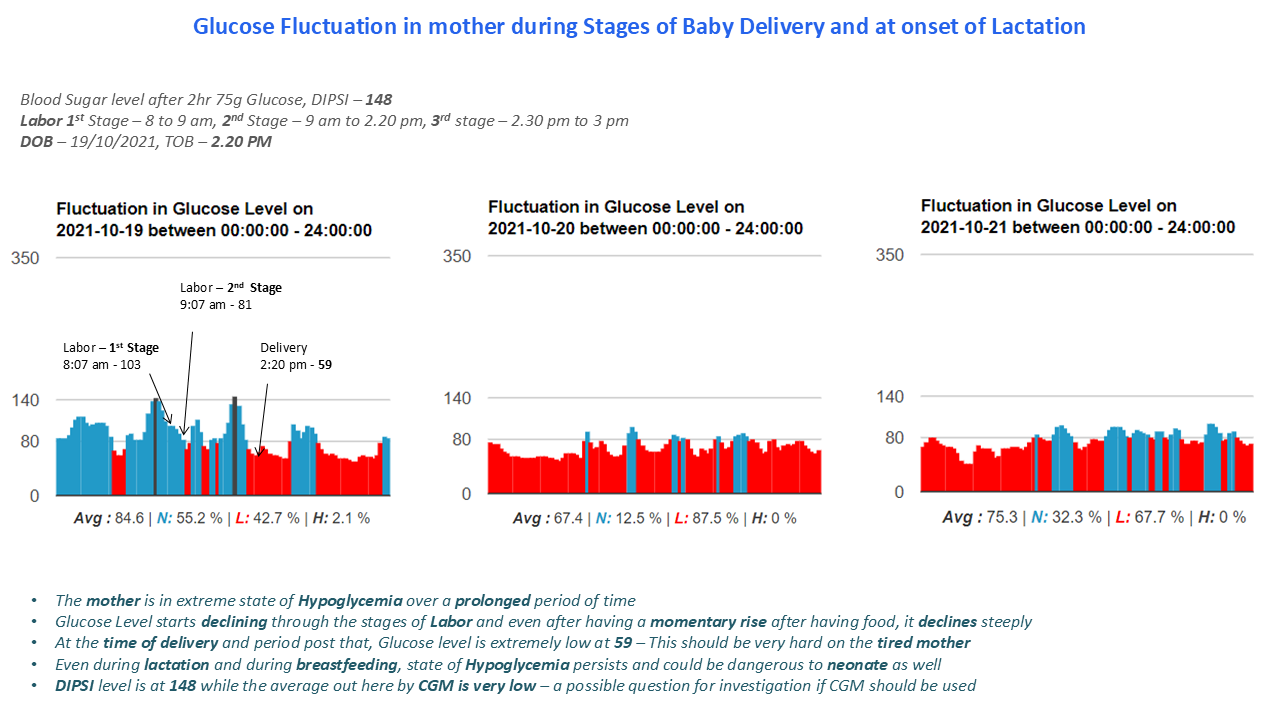 Glucose Fluctuation in mother during Stages of Baby Delivery and at onset of Lactation
Blood Sugar level after 2hr 75g Glucose, DIPSI – 148
Labor 1st Stage – 8 to 9 am, 2nd Stage – 9 am to 2.20 pm, 3rd stage – 2.30 pm to 3 pm
DOB – 19/10/2021, TOB – 2.20 PM
Fluctuation in Glucose Level on
2021-10-19 between 00:00:00 - 24:00:00
350
Labor – 2nd Stage
9:07 am - 81
Labor – 1st Stage
8:07 am - 103
Delivery
2:20 pm - 59
140
80
0
Avg : 84.6 | N: 55.2 % | L: 42.7 % | H: 2.1 %
Fluctuation in Glucose Level on
2021-10-20 between 00:00:00 - 24:00:00
350
140
80
0
Avg : 67.4 | N: 12.5 % | L: 87.5 % | H: 0 %
Fluctuation in Glucose Level on
2021-10-21 between 00:00:00 - 24:00:00
350
140
80
0
Avg : 75.3 | N: 32.3 % | L: 67.7 % | H: 0 %
• The mother is in extreme state of Hypoglycemia over a prolonged period of time
• Glucose Level starts declining through the stages of Labor and even after having a momentary rise after having food, it declines steeply
• At the time of delivery and period post that, Glucose level is extremely low at 59 – This should be very hard on the tired mother
• Even during lactation and during breastfeeding, state of Hypoglycemia persists and could be dangerous to neonate as well
• DIPSI level is at 148 while the average out here by CGM is very low – a possible question for investigation if CGM should be used